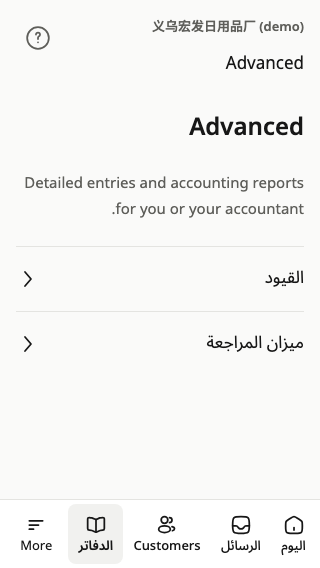 义乌宏发日用品厂 (demo)
Advanced
Advanced
Detailed entries and accounting reports
for you or your accountant.
القيود
ميزان المراجعة
اليوم
الرسائل
Customers
الدفاتر
More